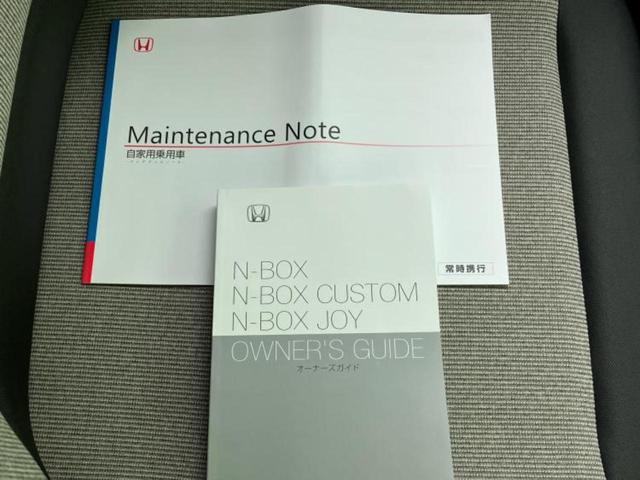 Maintenance Note
自家用乗用車
常時携行
N-BOX
N-BOX CUSTOM
N-BOX JOY
OWNER'S GUIDE
オーナーズガイド